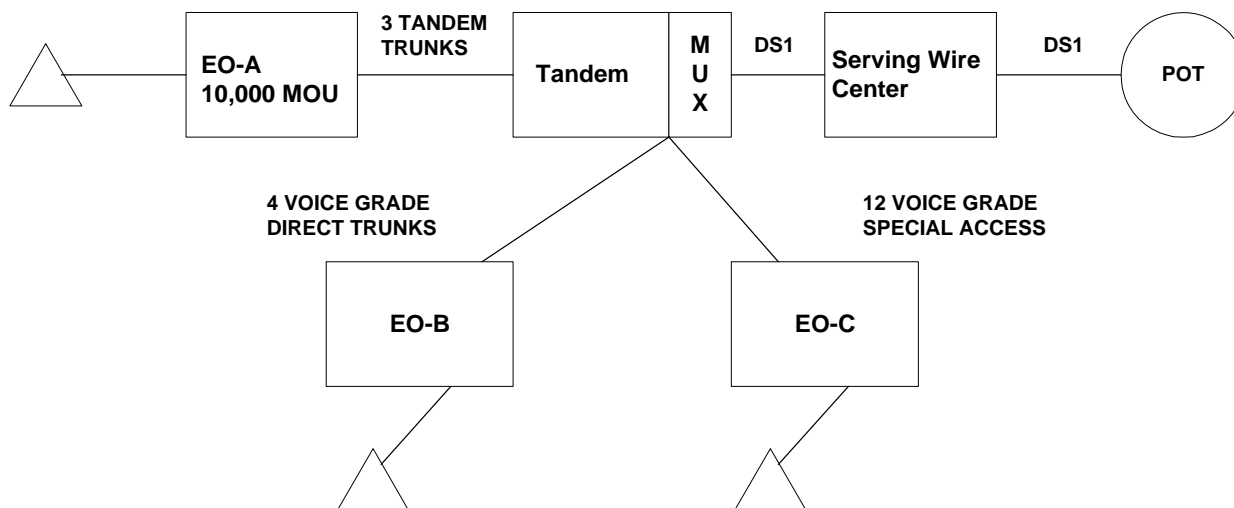 3 TANDEM
TRUNKS
EO-A
10,000 MOU
Tandem
M
U
X
DS1
Serving Wire
Center
DS1
POT
4 VOICE GRADE
DIRECT TRUNKS
12 VOICE GRADE
SPECIAL ACCESS
EO-B
EO-C